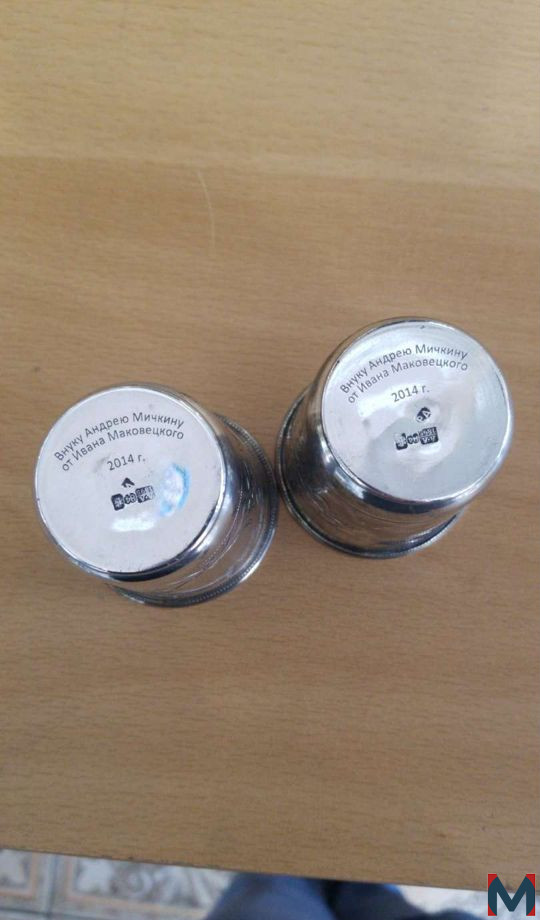 Внуку Андрею Мичкину
от Ивана Маковецкого
2014 г.
Внуку Андрею Мичкину
от Ивана Маковецкого
2014 г.
M